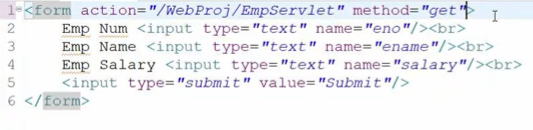 1 <form action="/WebProj/EmpServlet" method="get">
2 Emp Num <input type="text" name="eno"/><br>
3 Emp Name <input type="text" name="ename"/><br>
4 Emp Salary <input type="text" name="salary"/><br>
5 <input type="submit" value="Submit"/>
6 </form>